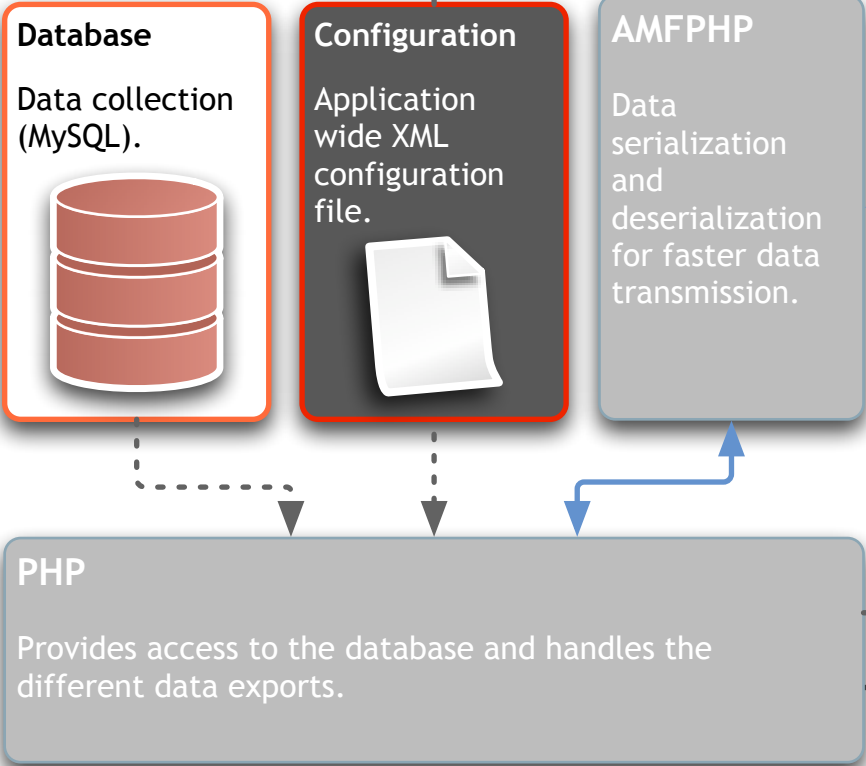 Database
Data collection
(MySQL).
Configuration
Application
wide XML
configuration
file.
AMFPHP
Data
serialization
and
deserialization
for faster data
transmission.
PHP
Provides access to the database and handles the
different data exports.